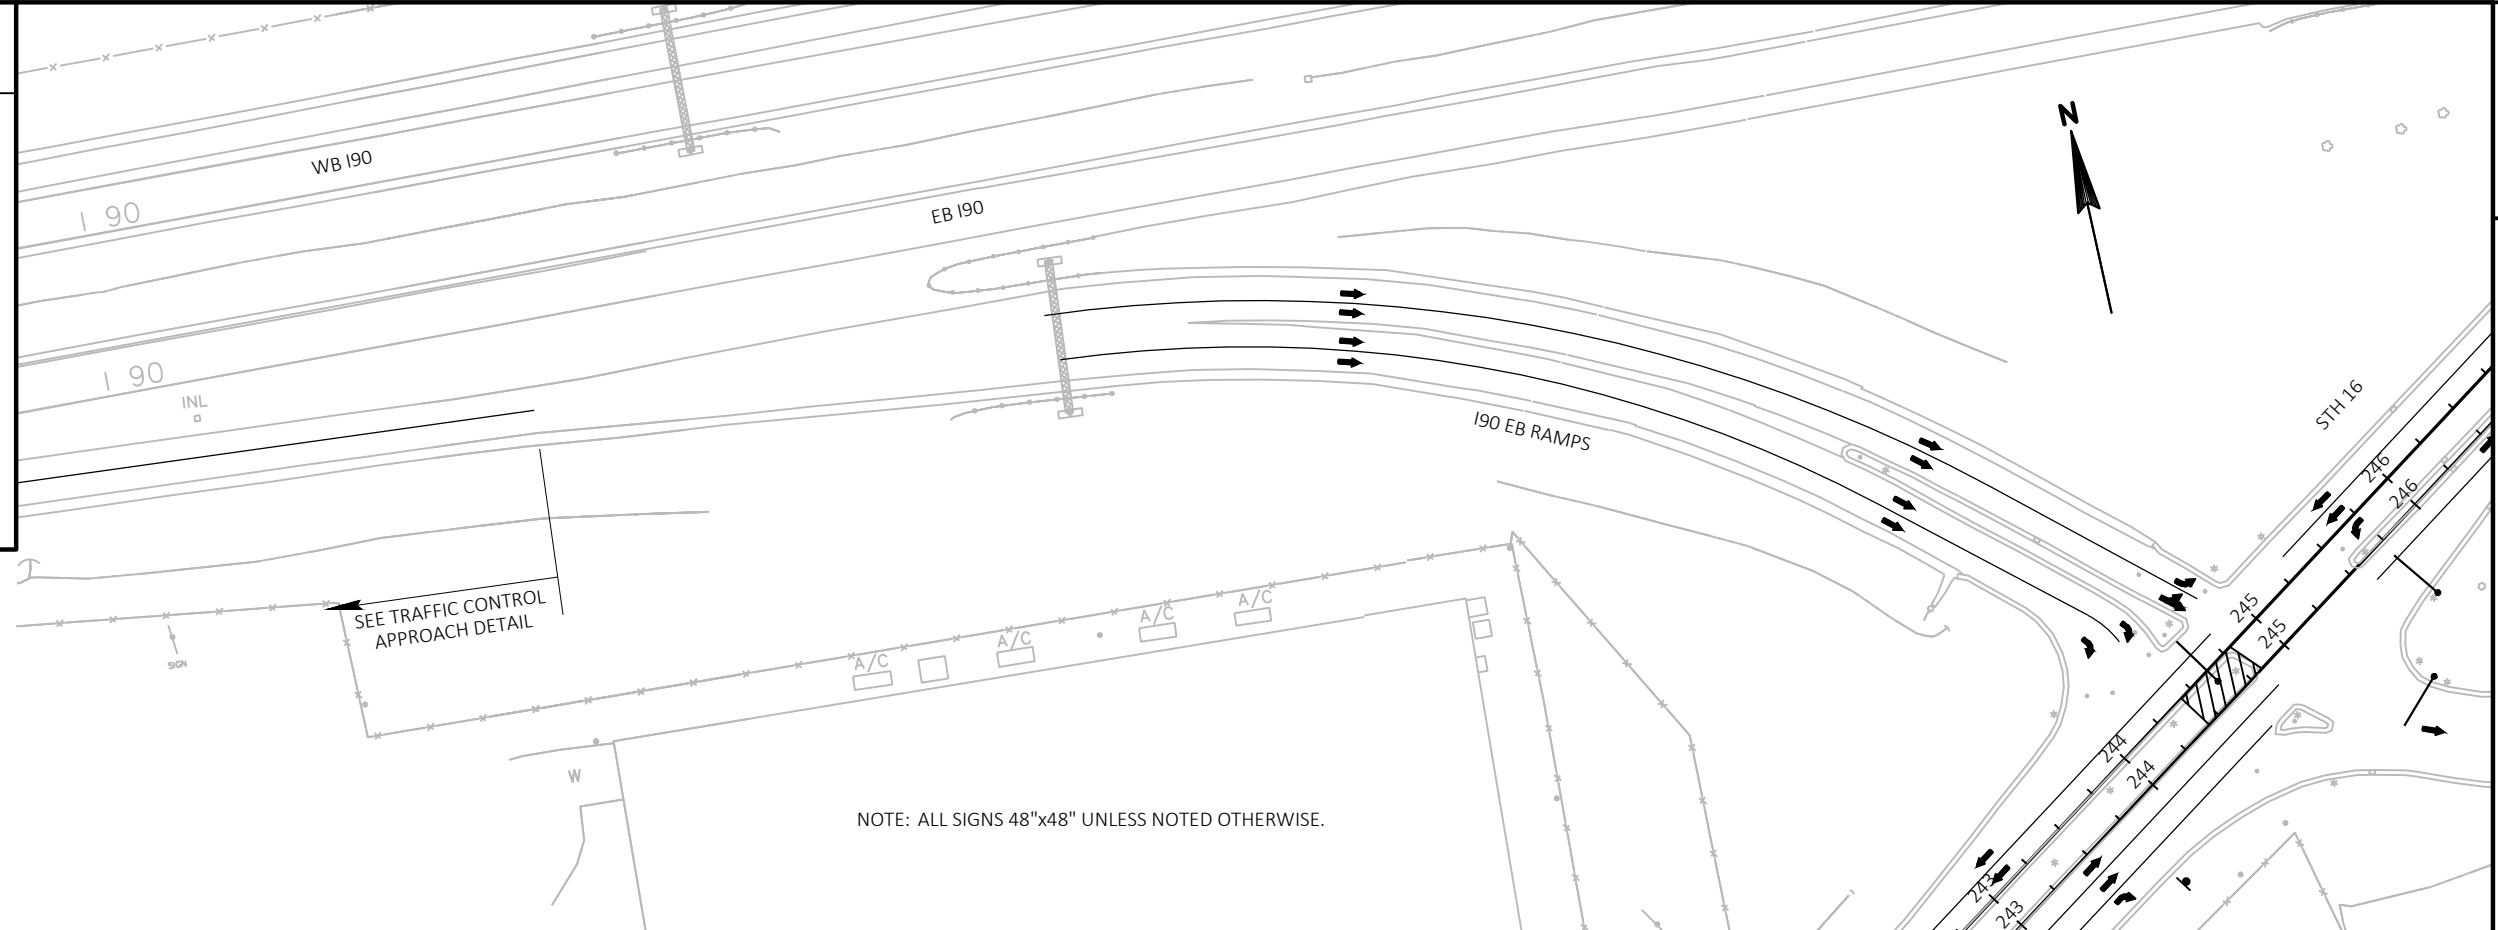 N
WB I90
I 90
EB I90
I 90
INL
STH 16
I90 EB RAMPS
246
246
245
245
SEE TRAFFIC CONTROL
APPROACH DETAIL
SIGN
A/C
A/C
A/C
A/C
W
244
244
NOTE: ALL SIGNS 48"x48" UNLESS NOTED OTHERWISE.
243
243